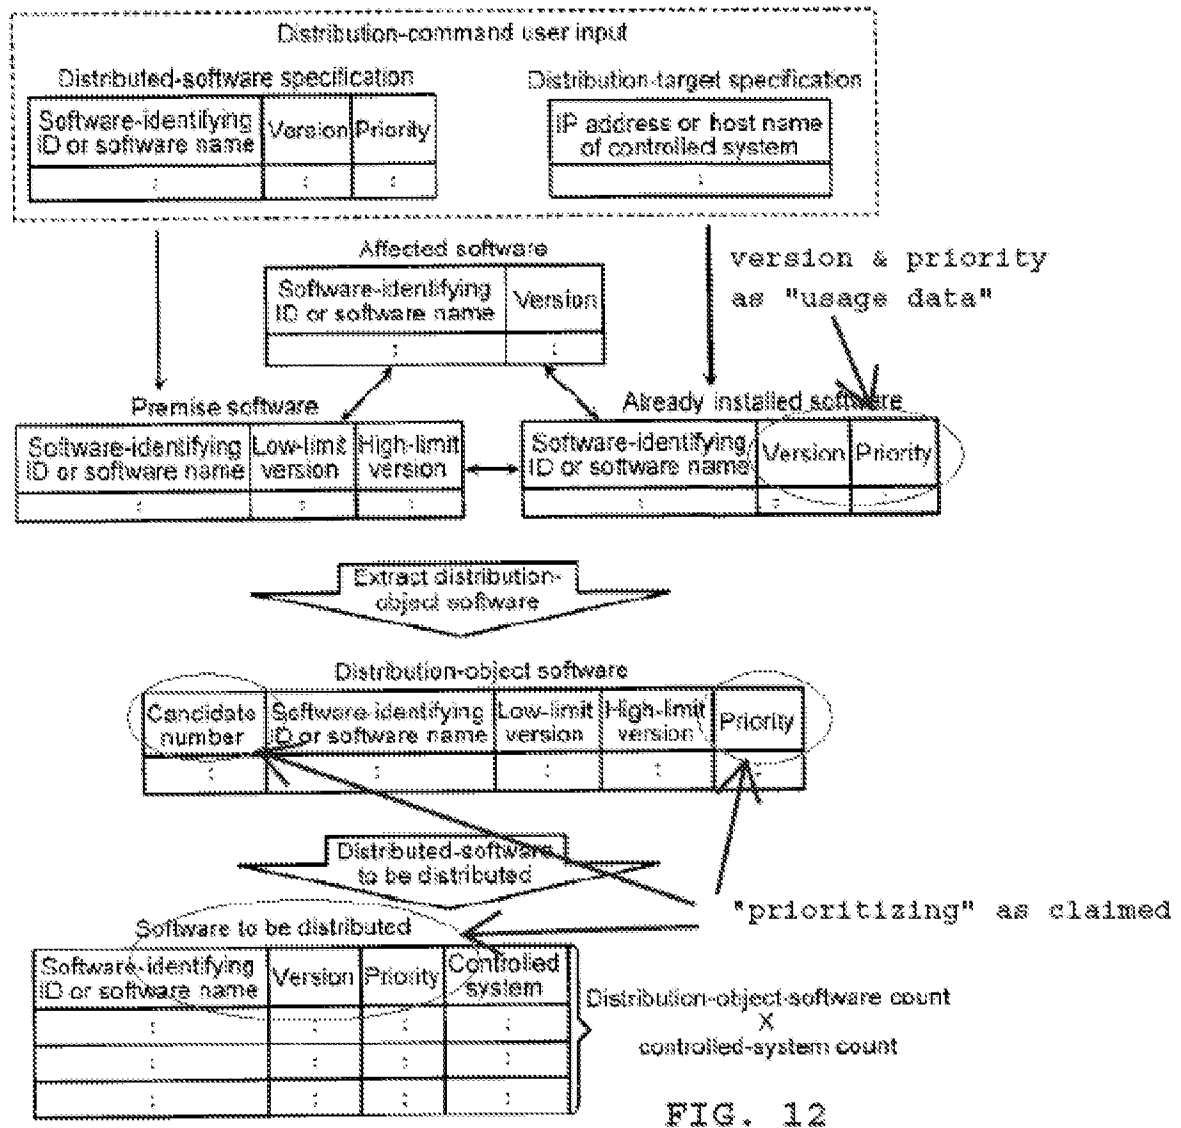 Distribution-command user input
Distributed-software specification
Distribution-target specification
Software-identifying
ID or software name
Version
Priority
IP address or host name
of controlled system
:
:
:
:
Affected software
version & priority
as "usage data"
Software-identifying
ID or software name
Version
:
:
Premise software
Already installed software
Software-identifying
ID or software name
Low-limit
version
High-limit
version
Software-identifying
ID or software name
Version
Priority
:
:
:
:
:
:
Extract distribution-
object software
Distribution-object software
Candidate
number
Software-identifying
ID or software name
Low-limit
version
High-limit
version
Priority
:
:
:
:
:
Distributed-software
to be distributed
"prioritizing" as claimed
Software to be distributed
Software-identifying
ID or software name
Version
Priority
Controlled
system
:
:
:
:
:
:
:
:
:
:
:
:
Distribution-object-software count
X
controlled-system count
FIG. 12